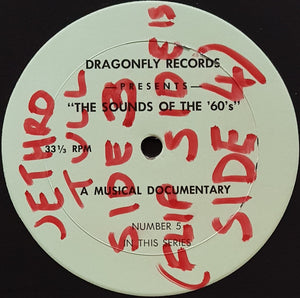 DRAGONFLY RECORDS
—PRESENTS—
"THE SOUNDS OF THE '60's"
33⅓ RPM
A MUSICAL DOCUMENTARY
NUMBER 5
IN THIS SERIES
JETHRO
TULL
SIDE 3
(FLIP SIDE IS
SIDE 4)